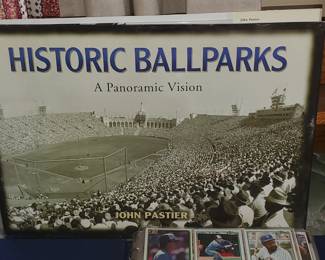 HISTORIC BALLPARKS
A Panoramic Vision
JOHN PASTIER